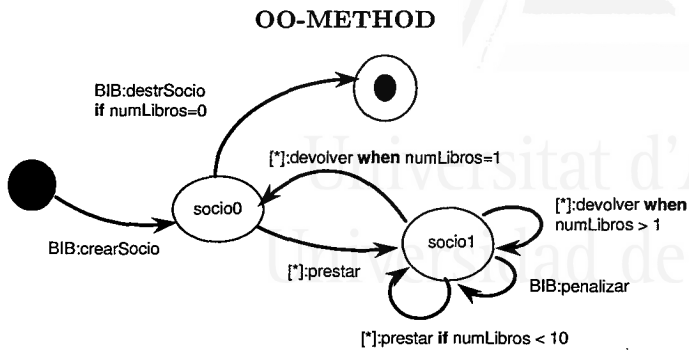 OO-METHOD
BIB:destrSocio
if numLibros=0
[*]:devolver when numLibros=1
Universitat d'
socio0
[*]:devolver when
numLibros > 1
BIB:crearSocio
socio1
[*]:prestar
Universidad de
BIB:penalizar
[*]:prestar if numLibros < 10